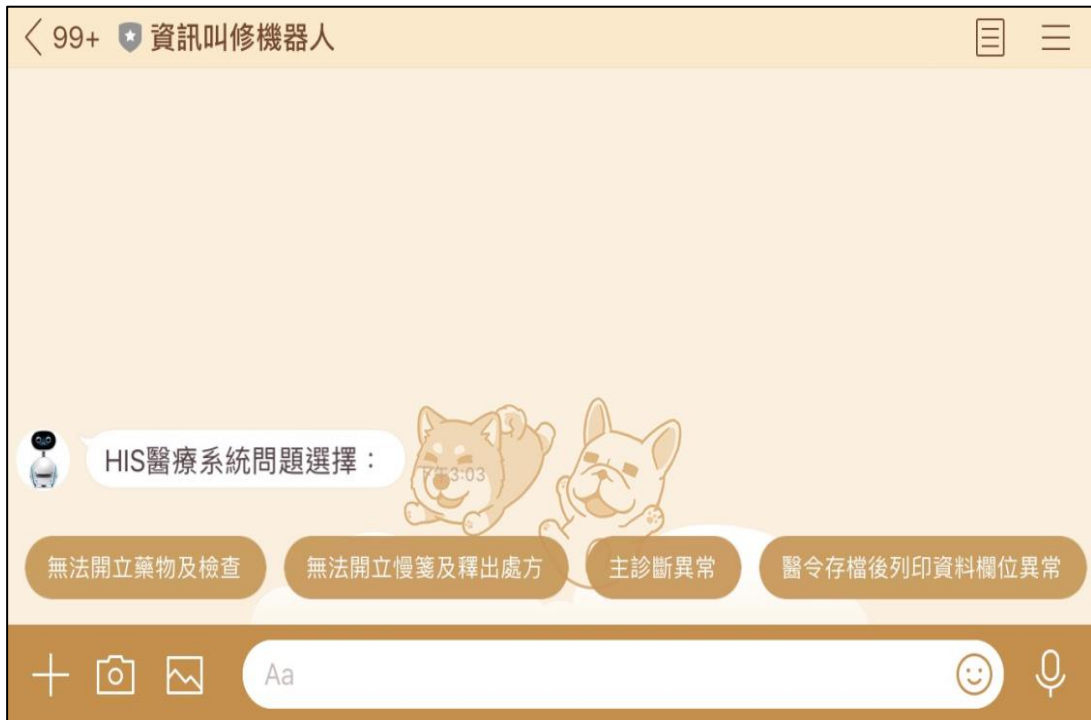 99+ 資訊叫修機器人
HIS醫療系統問題選擇：
下午3:03
無法開立藥物及檢查
無法開立慢箋及釋出處方
主診斷異常
醫令存檔後列印資料欄位異常
Aa